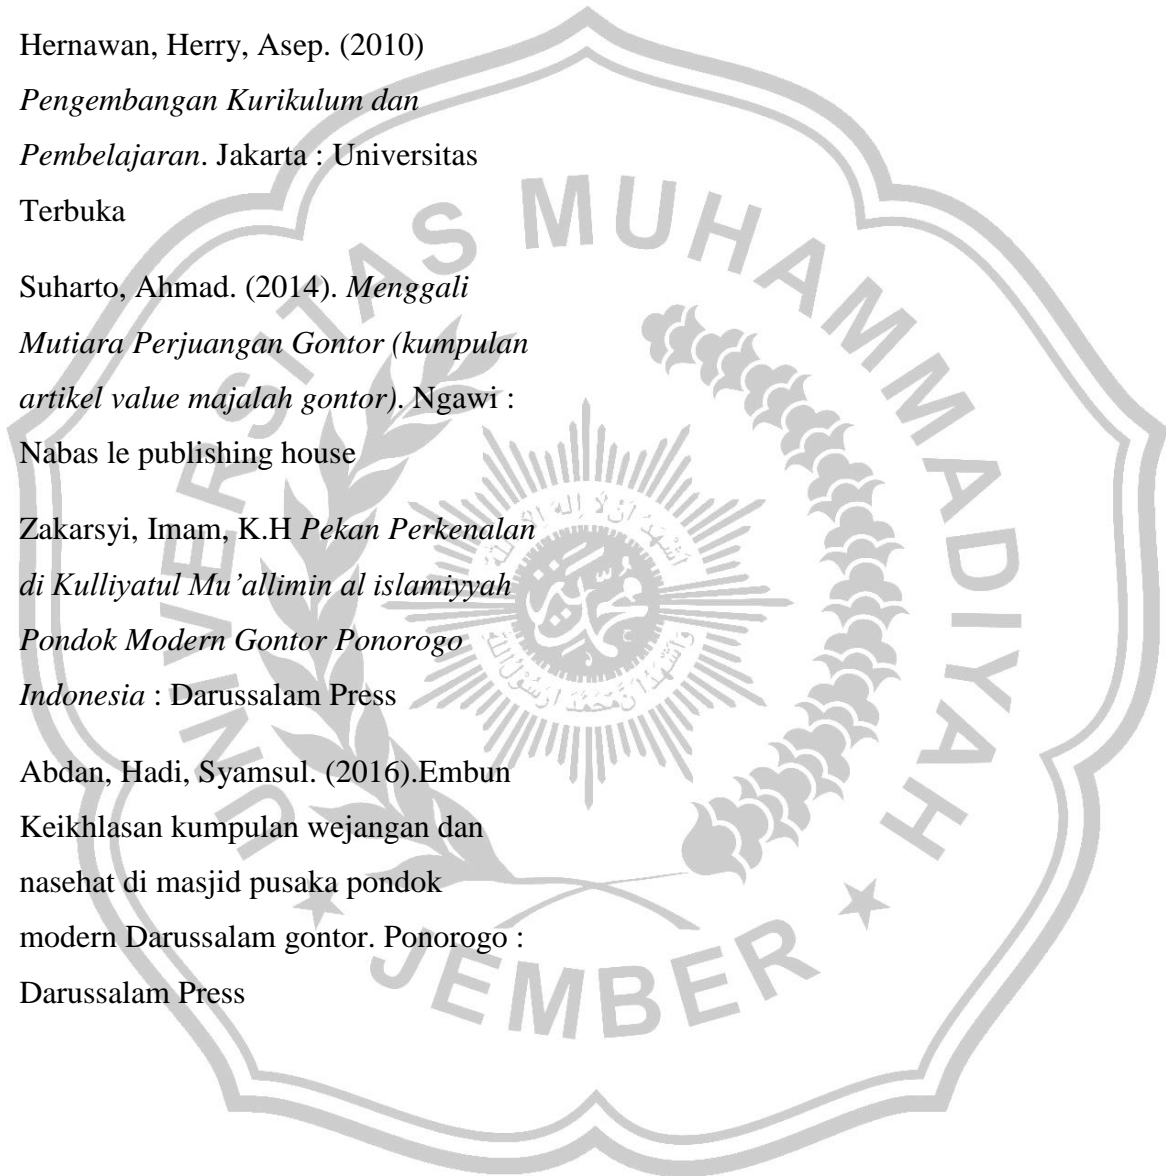 Hernawan, Herry, Asep. (2010)
Pengembangan Kurikulum dan
Pembelajaran. Jakarta : Universitas
Terbuka
Suharto, Ahmad. (2014). Menggali
Mutiara Perjuangan Gontor (kumpulan
artikel value majalah gontor). Ngawi :
Nabas le publishing house
Zakarsyi, Imam, K.H Pekan Perkenalan
di Kulliyatul Mu’allimin al islamiyyah
Pondok Modern Gontor Ponorogo
Indonesia : Darussalam Press
Abdan, Hadi, Syamsul. (2016).Embun
Keikhlasan kumpulan wejangan dan
nasehat di masjid pusaka pondok
modern Darussalam gontor. Ponorogo :
Darussalam Press
UNIVERSITAS MUHAMMADIYAH
JEMBER